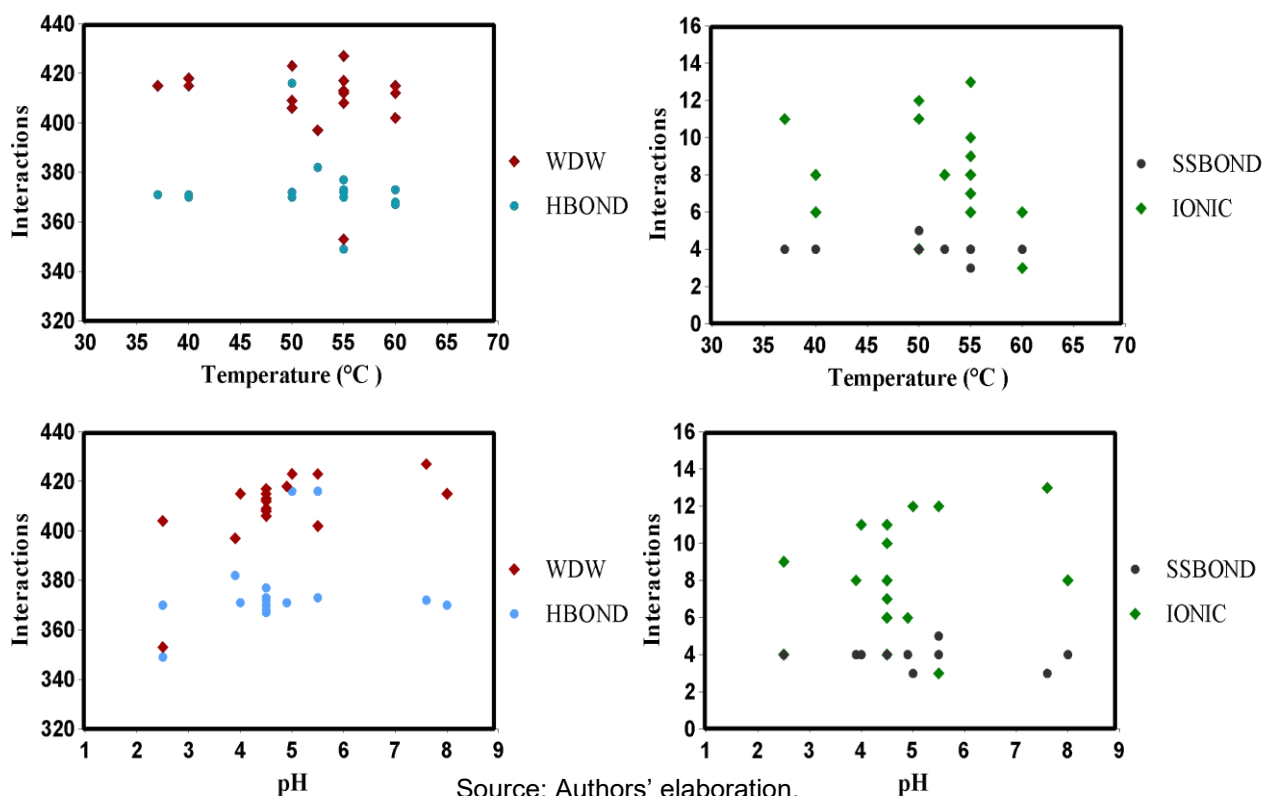 440
420
400
380
360
340
320
Interactions
30 35 40 45 50 55 60 65 70
Temperature (°C )
WDW
HBOND
16
14
12
10
8
6
4
2
0
Interactions
30 35 40 45 50 55 60 65 70
Temperature (°C )
SSBOND
IONIC
440
420
400
380
360
340
320
Interactions
1 2 3 4 5 6 7 8 9
pH
WDW
HBOND
16
14
12
10
8
6
4
2
0
Interactions
1 2 3 4 5 6 7 8 9
pH
SSBOND
IONIC
Source: Authors’ elaboration.